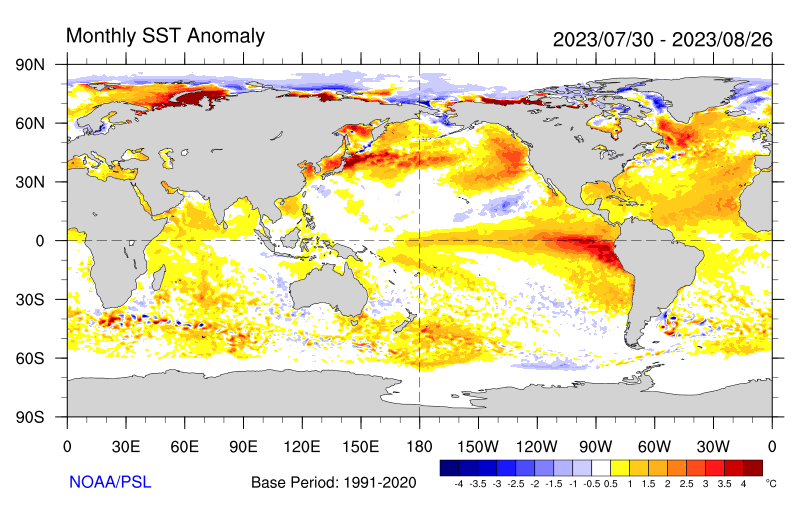 Monthly SST Anomaly 2023/07/30 - 2023/08/26
90N
60N
30N
0
30S
60S
90S
0 30E 60E 90E 120E 150E 180 150W 120W 90W 60W 30W 0
NOAA/PSL Base Period: 1991-2020
-4 -3.5 -3 -2.5 -2 -1.5 -1 -0.5 0.5 1 1.5 2 2.5 3 3.5 4 °C